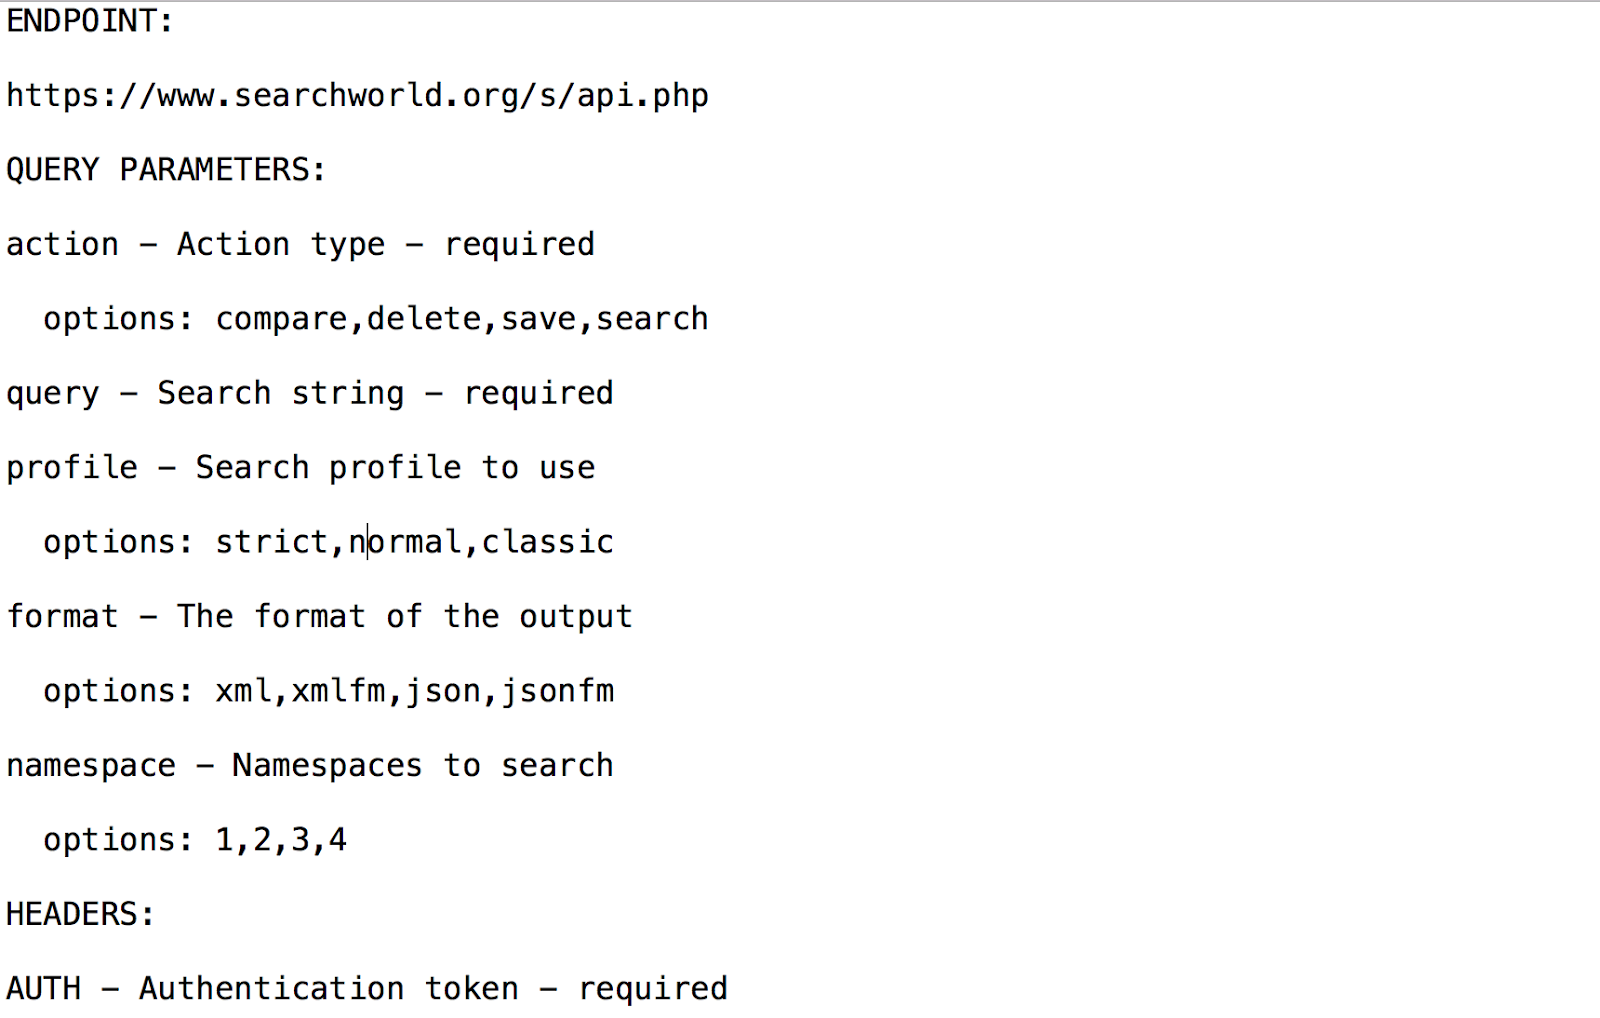 ENDPOINT:
https://www.searchworld.org/s/api.php
QUERY PARAMETERS:
action – Action type – required
options: compare,delete,save,search
query – Search string – required
profile – Search profile to use
options: strict,normal,classic
format – The format of the output
options: xml,xmlfm,json,jsonfm
namespace – Namespaces to search
options: 1,2,3,4
HEADERS:
AUTH – Authentication token – required